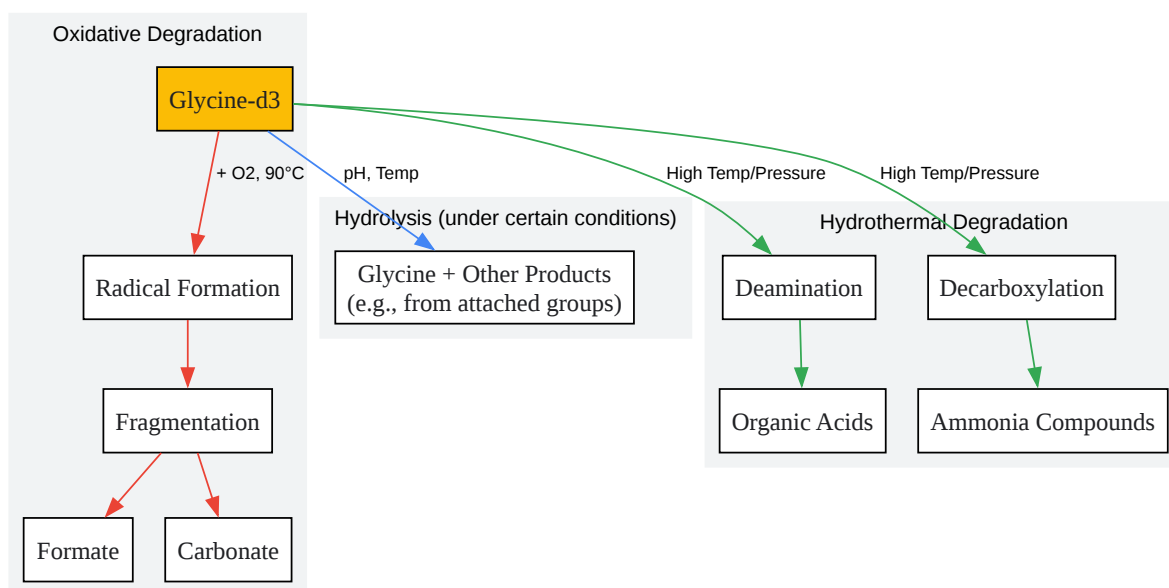 Oxidative Degradation
Glycine-d3
+ O2, 90°C
pH, Temp
High Temp/Pressure
High Temp/Pressure
Hydrolysis (under certain conditions)
Hydrothermal Degradation
Radical Formation
Glycine + Other Products
(e.g., from attached groups)
Deamination
Decarboxylation
Fragmentation
Organic Acids
Ammonia Compounds
Formate
Carbonate